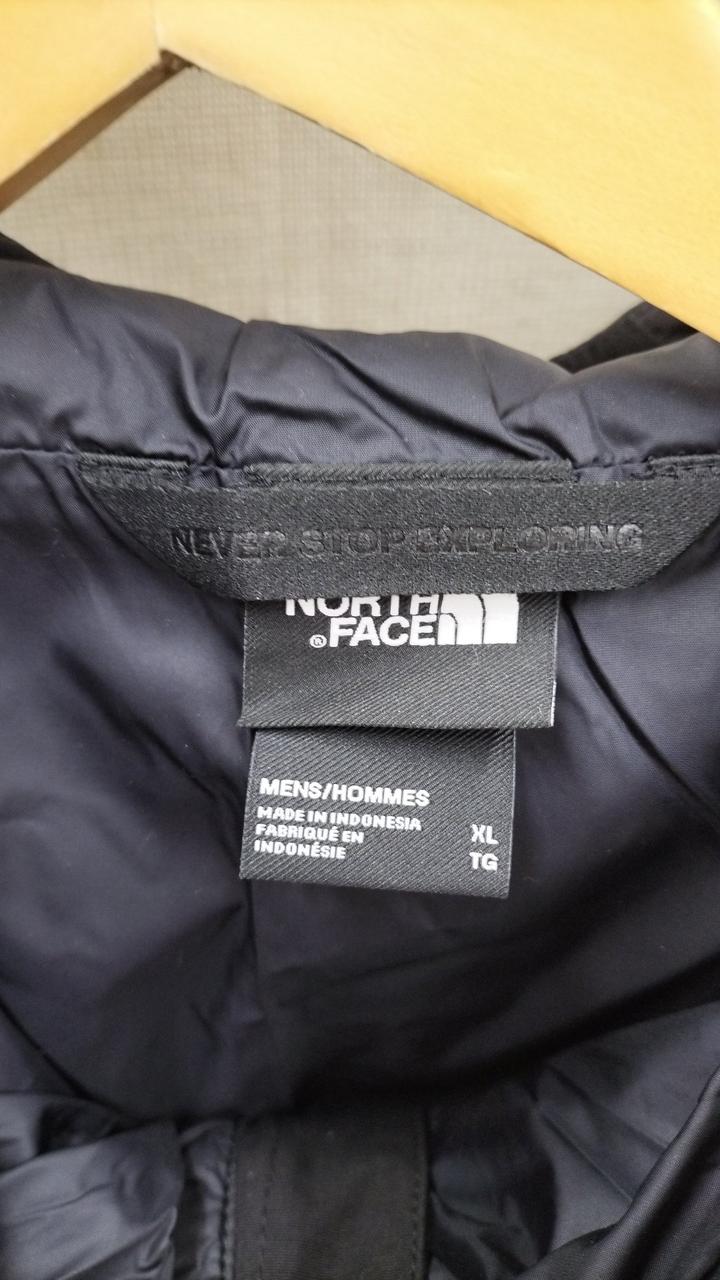 NEVER STOP EXPLORING
NORTH
®FACE
MENS/HOMMES
MADE IN INDONESIA
FABRIQUÉ EN
INDONÉSIE
XL
TG